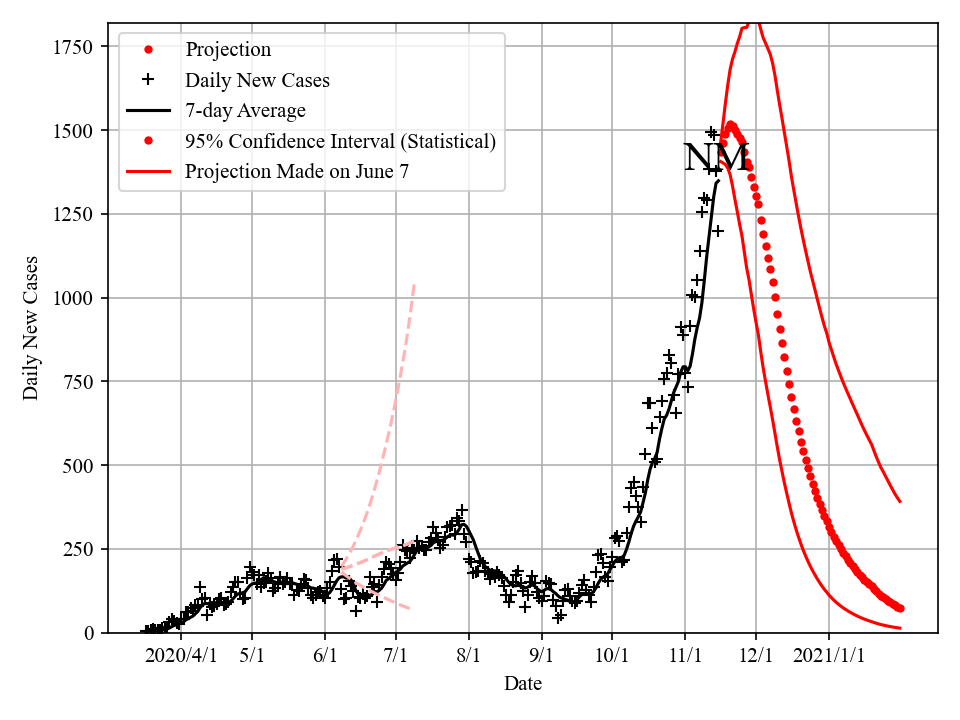 1750
1500
1250
1000
750
500
250
0
Daily New Cases
Projection
Daily New Cases
7-day Average
95% Confidence Interval (Statistical)
Projection Made on June 7
NM
2020/4/1 5/1 6/1 7/1 8/1 9/1 10/1 11/1 12/1 2021/1/1
Date